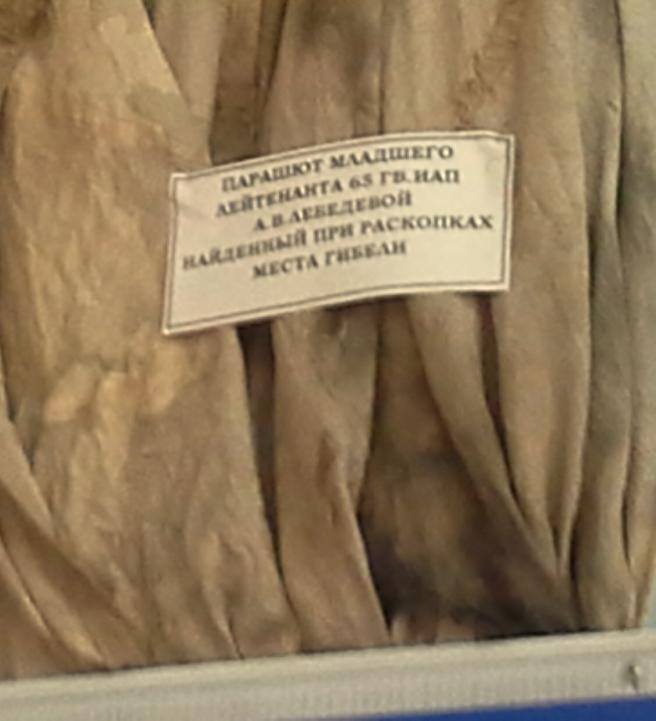 ПАРАШЮТ МЛАДШЕГО
ЛЕЙТЕНАНТА 65 ГВ. ИАП
А.В.ЛЕБЕДЕВОЙ
НАЙДЕННЫЙ ПРИ РАСКОПКАХ
МЕСТА ГИБЕЛИ